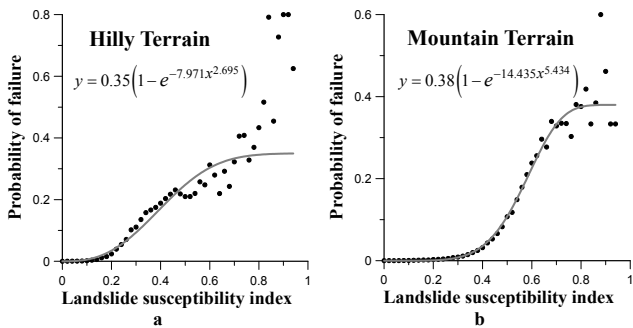 0.8
0.6
0.4
0.2
0
Probability of failure
Hilly Terrain
y = 0.35(1−e^{−7.971x^{2.695}})
0 0.2 0.4 0.6 0.8 1
Landslide susceptibility index
a
0.6
0.4
0.2
0
Probability of failure
Mountain Terrain
y = 0.38(1−e^{−14.435x^{5.434}})
0 0.2 0.4 0.6 0.8 1
Landslide susceptibility index
b